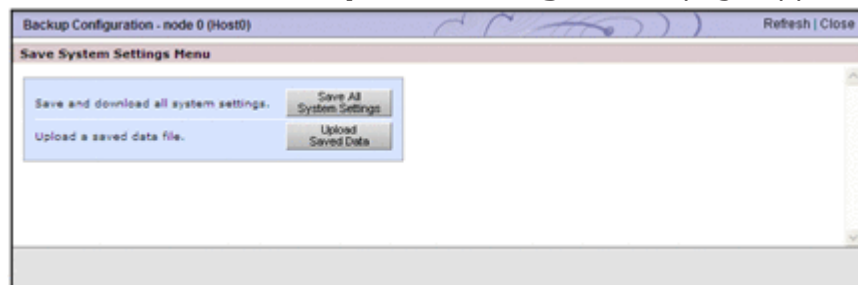 Backup Configuration - node 0 (Host0) Refresh | Close
Save System Settings Menu
Save and download all system settings. Save All System Settings
Upload a saved data file. Upload Saved Data